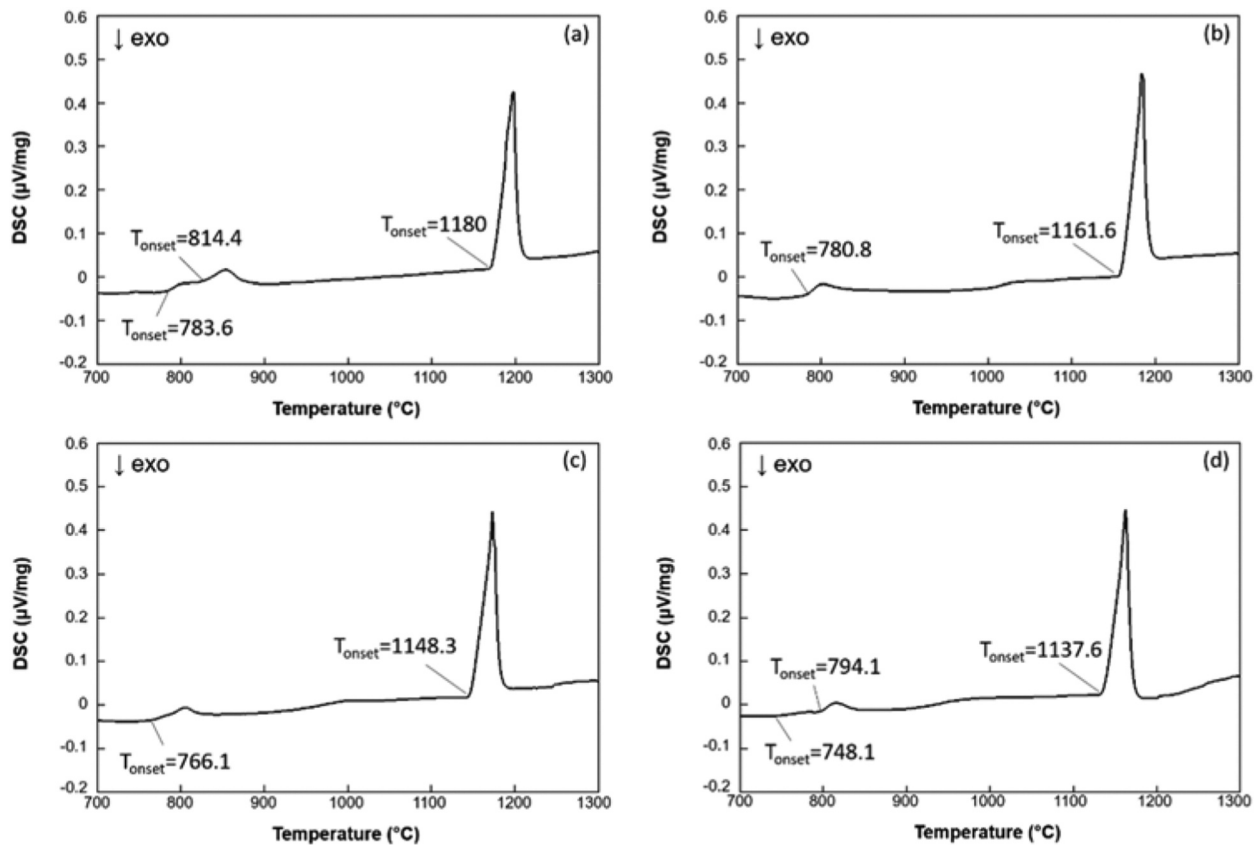 0.6
0.5
0.4
0.3
0.2
0.1
0
-0.1
-0.2
DSC (µV/mg)
↓ exo
(a)
Tonset=814.4
Tonset=1180
Tonset=783.6
700 800 900 1000 1100 1200 1300
Temperature (°C)
0.6
0.5
0.4
0.3
0.2
0.1
0
-0.1
-0.2
DSC (µV/mg)
↓ exo
(b)
Tonset=780.8
Tonset=1161.6
700 800 900 1000 1100 1200 1300
Temperature (°C)
0.6
0.5
0.4
0.3
0.2
0.1
0
-0.1
-0.2
DSC (µV/mg)
↓ exo
(c)
Tonset=1148.3
Tonset=766.1
700 800 900 1000 1100 1200 1300
Temperature (°C)
0.6
0.5
0.4
0.3
0.2
0.1
0
-0.1
-0.2
DSC (µV/mg)
↓ exo
(d)
Tonset=794.1
Tonset=1137.6
Tonset=748.1
700 800 900 1000 1100 1200 1300
Temperature (°C)